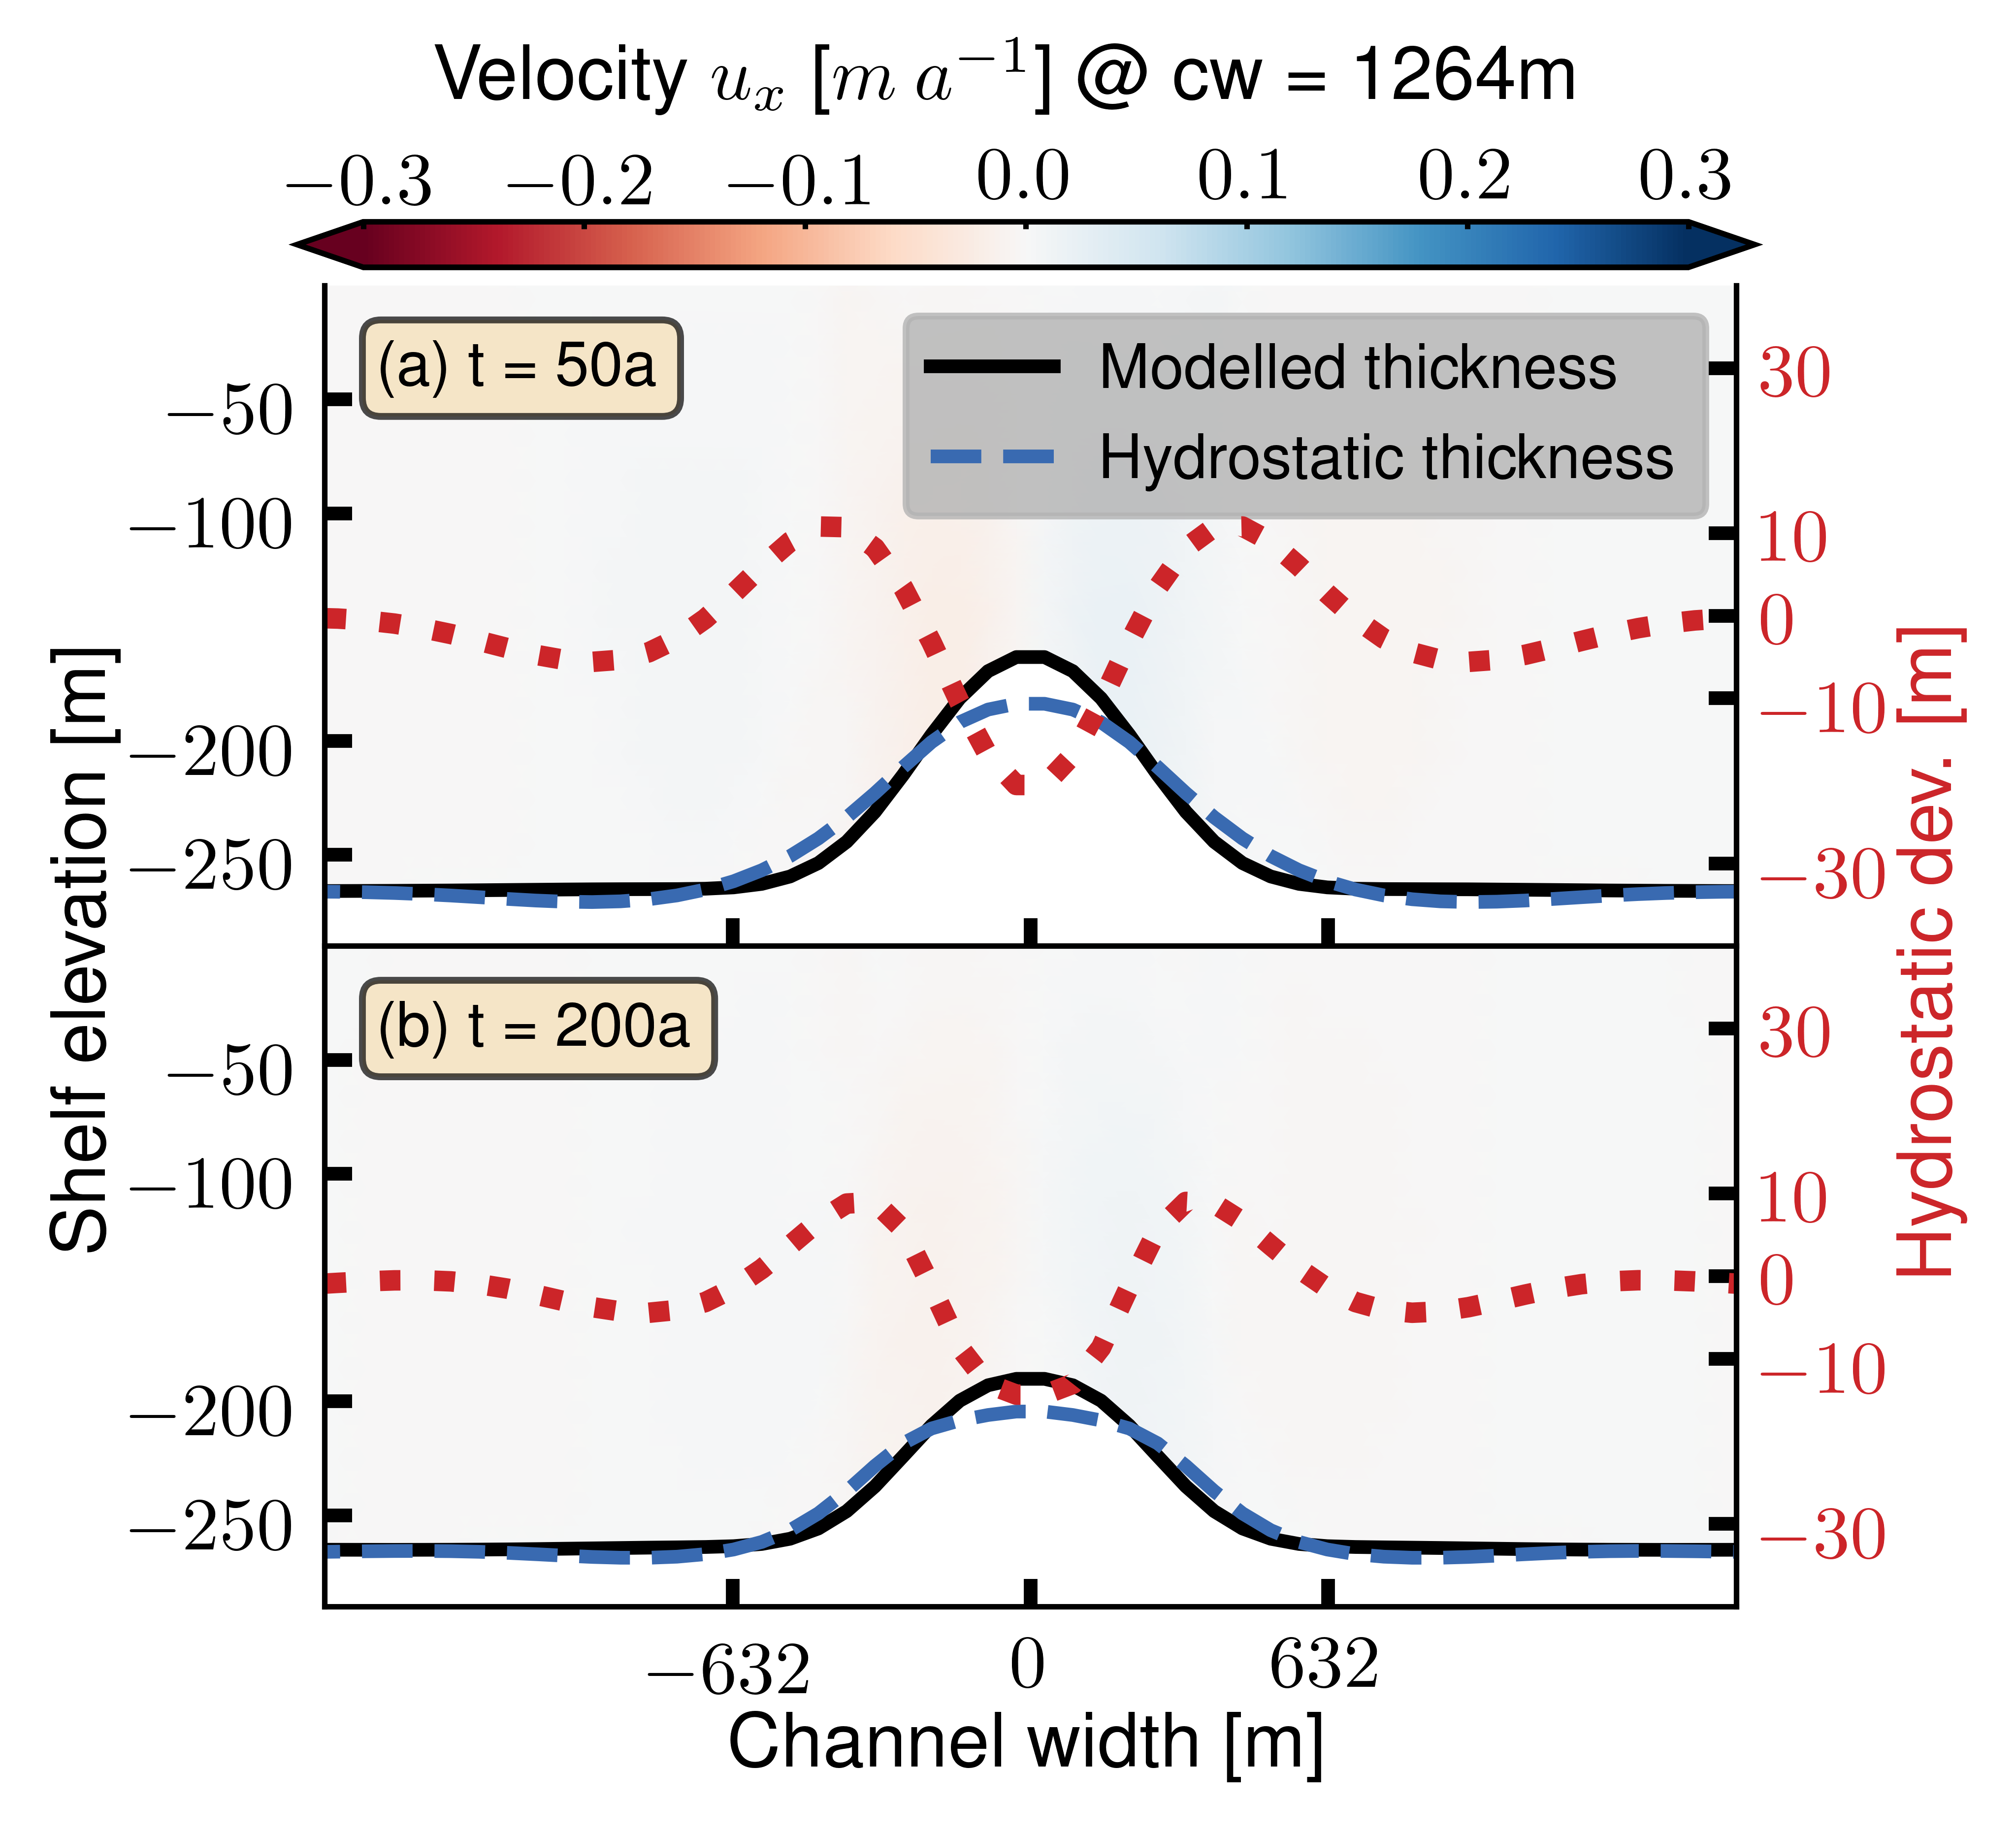 Velocity u_x [m a^{-1}] @ cw = 1264m
−0.3 −0.2 −0.1 0.0 0.1 0.2 0.3
(a) t = 50a
Modelled thickness
Hydrostatic thickness
−50
−100
−200
−250
30
10
0
−10
−30
(b) t = 200a
−50
−100
−200
−250
30
10
0
−10
−30
Shelf elevation [m]
Hydrostatic dev. [m]
−632 0 632
Channel width [m]